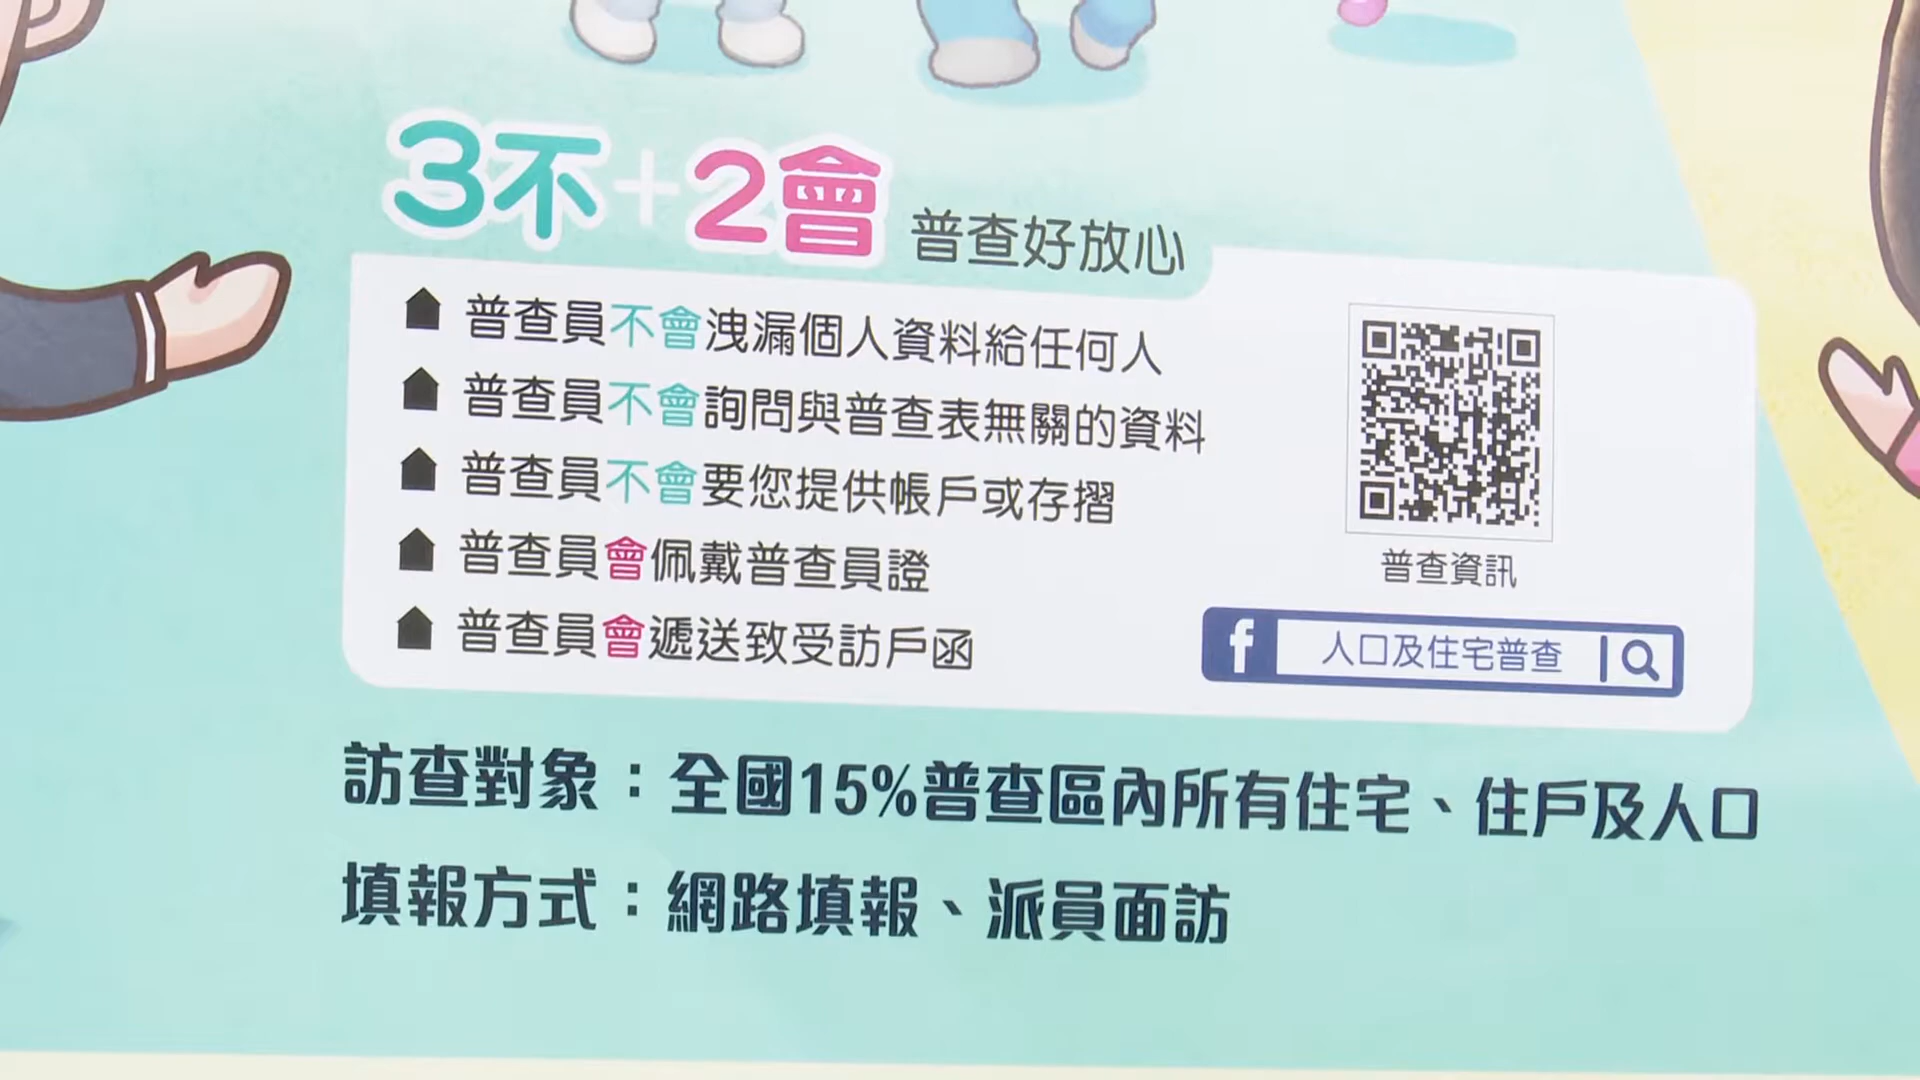 3不+2會 普查好放心
普查員不會洩漏個人資料給任何人
普查員不會詢問與普查表無關的資料
普查員不會要您提供帳戶或存摺
普查員會佩戴普查員證
普查員會遞送致受訪戶函
普查資訊
f 人口及住宅普查
訪查對象：全國15%普查區內所有住宅、住戶及人口
填報方式：網路填報、派員面訪